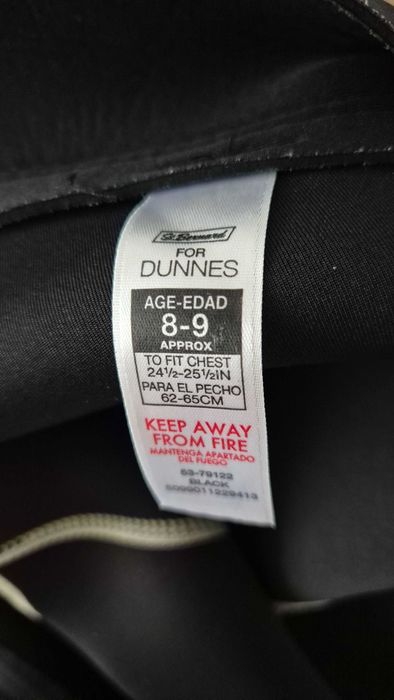 St. Bernard
FOR
DUNNES
AGE-EDAD
8-9
APPROX
TO FIT CHEST
24½-25½IN
PARA EL PECHO
62-65CM
KEEP AWAY
FROM FIRE
MANTENGA APARTADO
DEL FUEGO
53-79122
BLACK
5099011229413